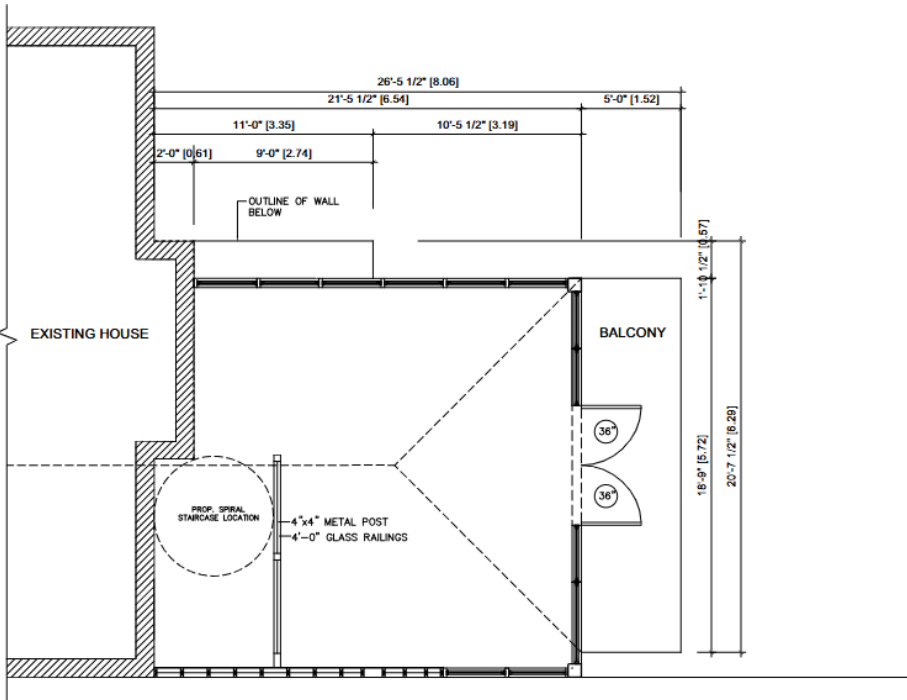 26'-5 1/2" [8.06]
21'-5 1/2" [6.54]
5'-0" [1.52]
11'-0" [3.35]
10'-5 1/2" [3.19]
2'-0" [0.61]
9'-0" [2.74]
OUTLINE OF WALL
BELOW
1'-10 1/2" [0.57]
EXISTING HOUSE
BALCONY
36"
36"
18'-9" [5.72]
20'-7 1/2" [6.29]
PROP. SPIRAL
STAIRCASE LOCATION
4"x4" METAL POST
4'-0" GLASS RAILINGS